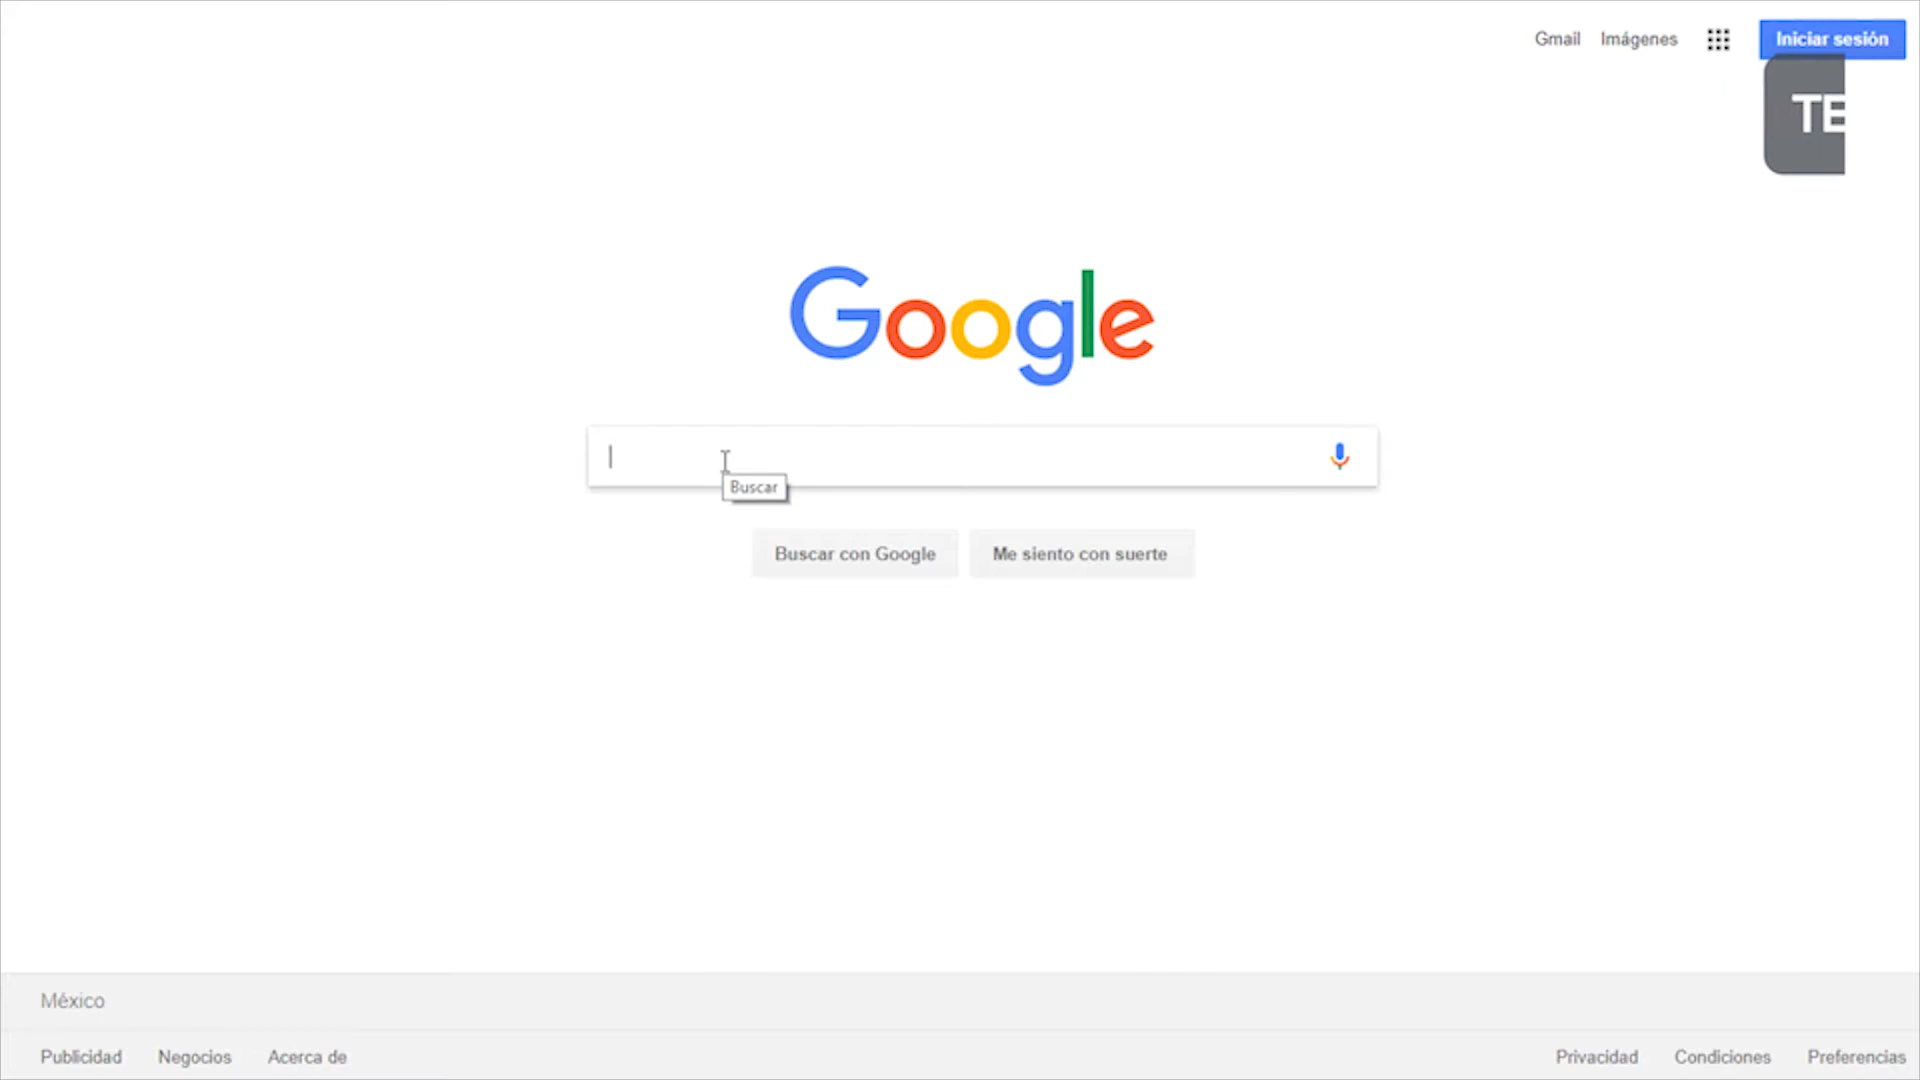 Gmail Imágenes Iniciar sesión
TE
Google
Buscar
Buscar con Google Me siento con suerte
México
Publicidad Negocios Acerca de Privacidad Condiciones Preferencias